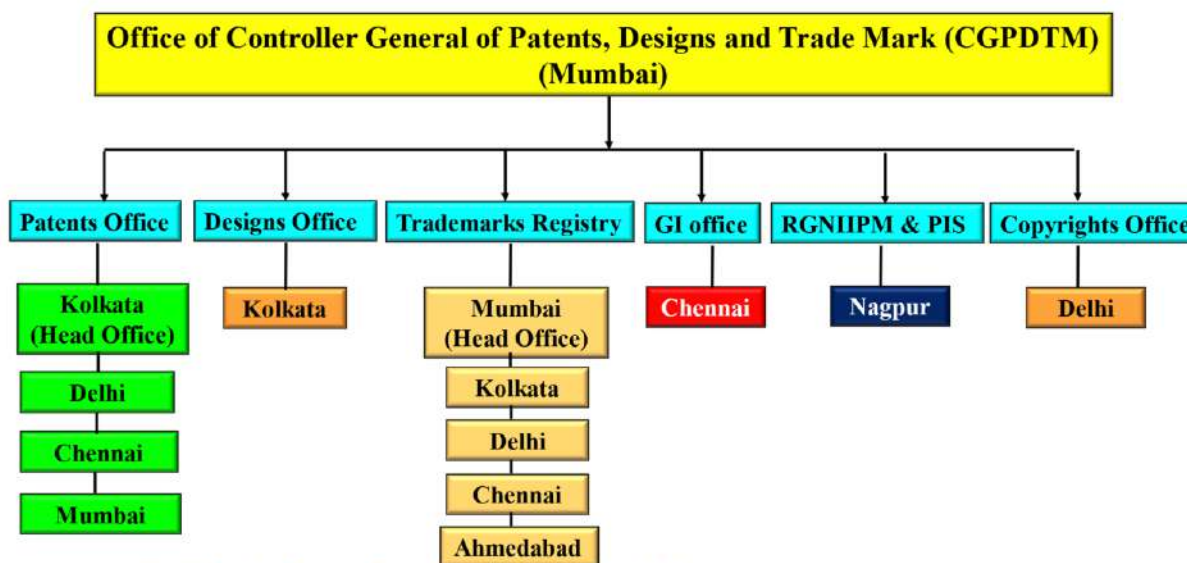 Office of Controller General of Patents, Designs and Trade Mark (CGPDTM)
(Mumbai)
Patents Office
Designs Office
Trademarks Registry
GI office
RGNIIPM & PIS
Copyrights Office
Kolkata
(Head Office)
Delhi
Chennai
Mumbai
Kolkata
Mumbai
(Head Office)
Kolkata
Delhi
Chennai
Ahmedabad
Chennai
Nagpur
Delhi